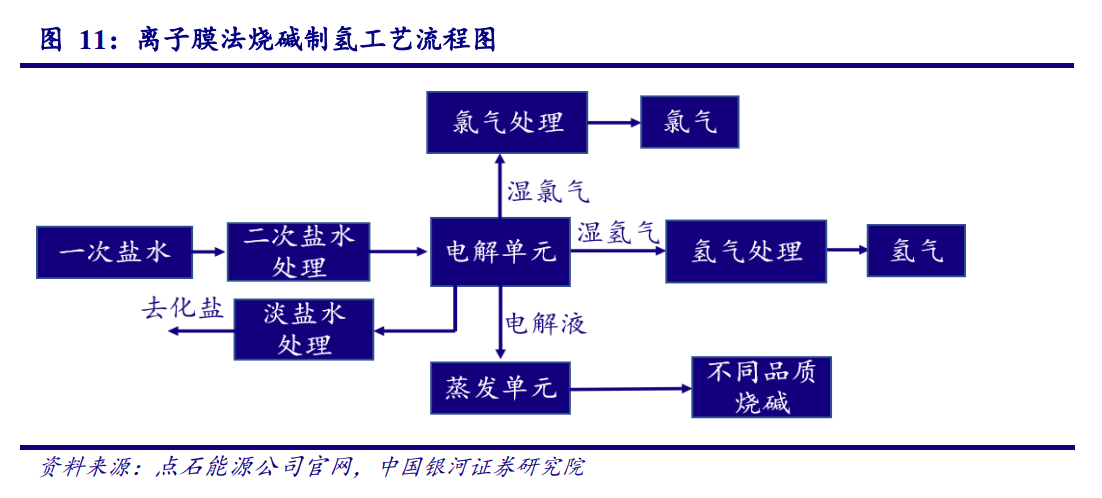 图 11：离子膜法烧碱制氢工艺流程图
氯气处理
氯气
湿氯气
一次盐水
二次盐水
处理
电解单元
湿氢气
氢气处理
氢气
去化盐
淡盐水
处理
电解液
蒸发单元
不同品质
烧碱
资料来源：点石能源公司官网，中国银河证券研究院